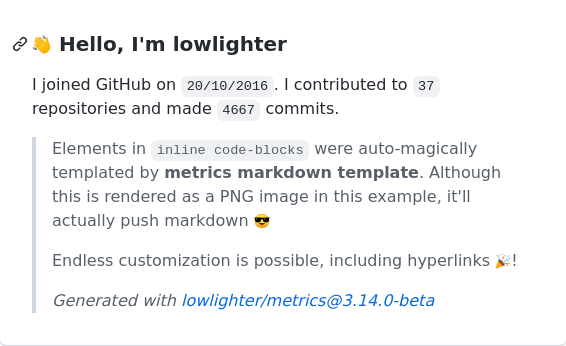 👋 Hello, I'm lowlighter
I joined GitHub on 20/10/2016. I contributed to 37
repositories and made 4667 commits.
Elements in inline code-blocks were auto-magically
templated by metrics markdown template. Although
this is rendered as a PNG image in this example, it'll
actually push markdown 😎
Endless customization is possible, including hyperlinks 🎉!
Generated with lowlighter/metrics@3.14.0-beta